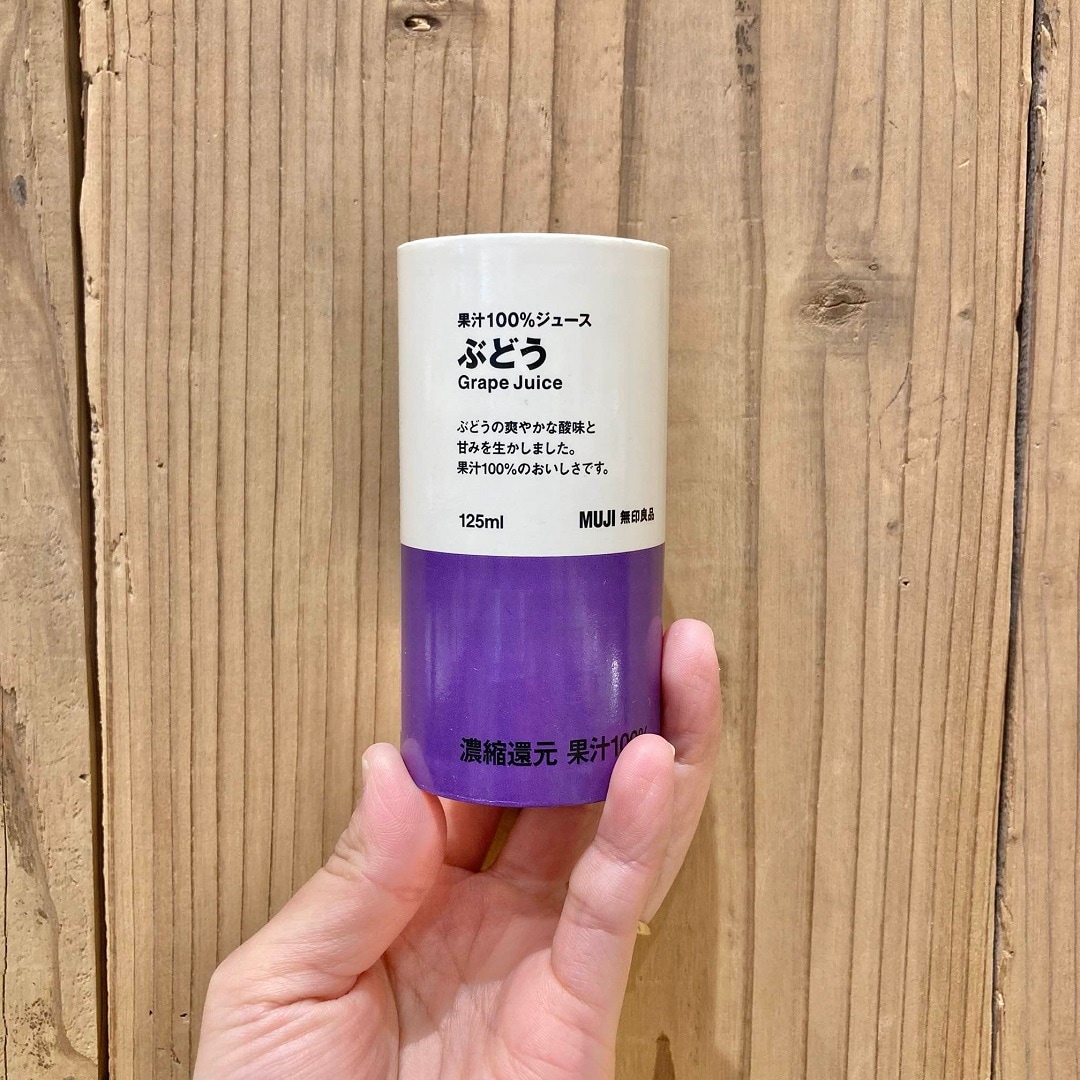 果汁100%ジュース
ぶどう
Grape Juice
ぶどうの爽やかな酸味と
甘みを生かしました。
果汁100%のおいしさです。
125ml MUJI 無印良品
濃縮還元 果汁100%